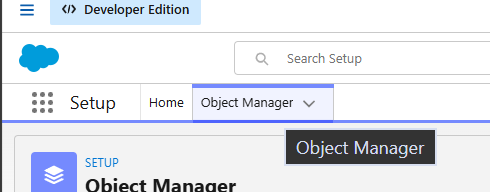 </> Developer Edition
Search Setup
Setup Home Object Manager
Object Manager
SETUP
Object Manager